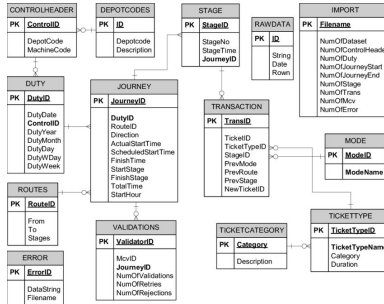 CONTROLHEADER
PK ControlID
DepotCode
MachineCode
DEPOTCODES
PK ID
Depotcode
Description
STAGE
PK StageID
StageNo
StageTime
JourneyID
RAWDATA
PK ID
String
Date
Rown
IMPORT
PK Filename
NumOfDataset
NumOfControlHeade
NumOfDuty
NumOfJourneyStart
NumOfJourneyEnd
NumOfStage
NumOfTrans
NumOfMcv
NumOfError
DUTY
PK DutyID
DutyDate
ControlID
DutyYear
DutyMonth
DutyDay
DutyWDay
DutyWeek
JOURNEY
PK JourneyID
DutyID
RouteID
Direction
ActualStartTime
ScheduledStartTime
FinishTime
StartStage
FinishStage
TotalTime
StartHour
TRANSACTION
PK TransID
TicketID
TicketTypeID
StageID
PrevMode
PrevRoute
PrevStage
NewTicketID
MODE
PK ModeID
ModeName
ROUTES
PK RouteID
From
To
Stages
VALIDATIONS
PK ValidatorID
McvID
JourneyID
NumOfValidations
NumOfRetries
NumOfRejections
TICKETCATEGORY
PK Category
Description
TICKETTYPE
PK TicketTypeID
TicketTypeName
Category
Duration
ERROR
PK ErrorID
DataString
Filename